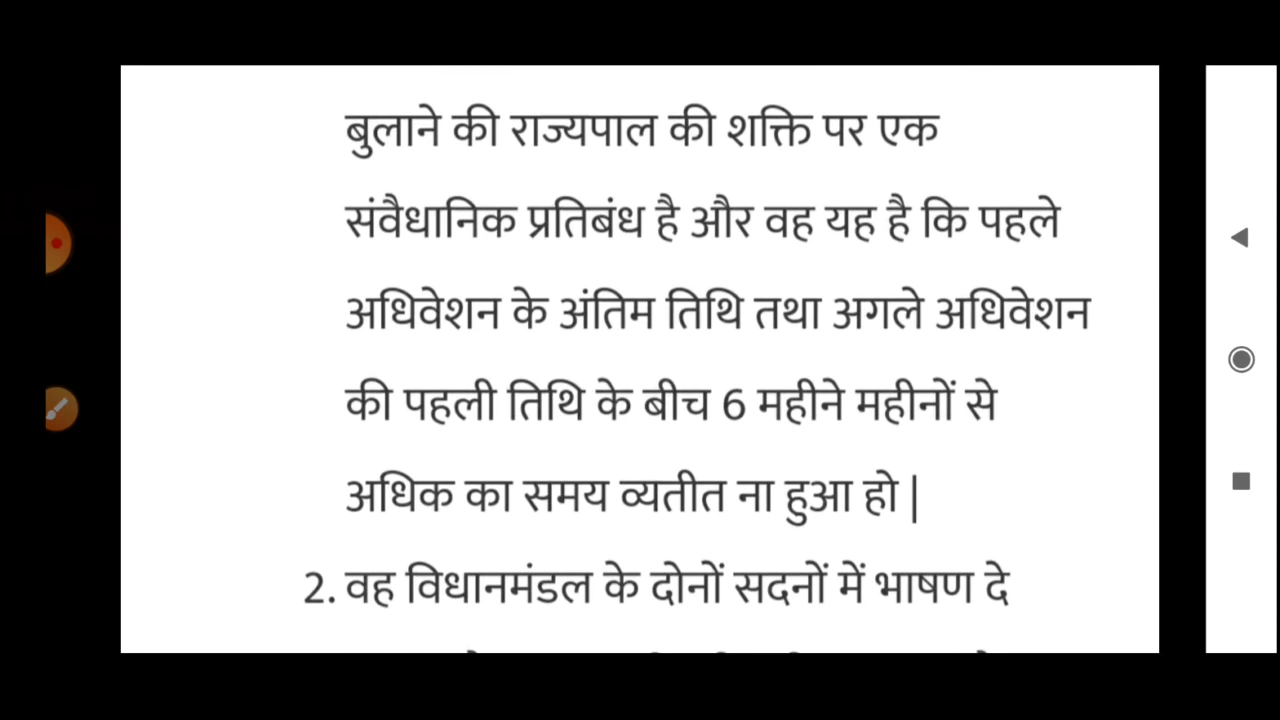 बुलाने की राज्यपाल की शक्ति पर एक
संवैधानिक प्रतिबंध है और वह यह है कि पहले
अधिवेशन के अंतिम तिथि तथा अगले अधिवेशन
की पहली तिथि के बीच 6 महीने महीनों से
अधिक का समय व्यतीत ना हुआ हो |
2. वह विधानमंडल के दोनों सदनों में भाषण दे